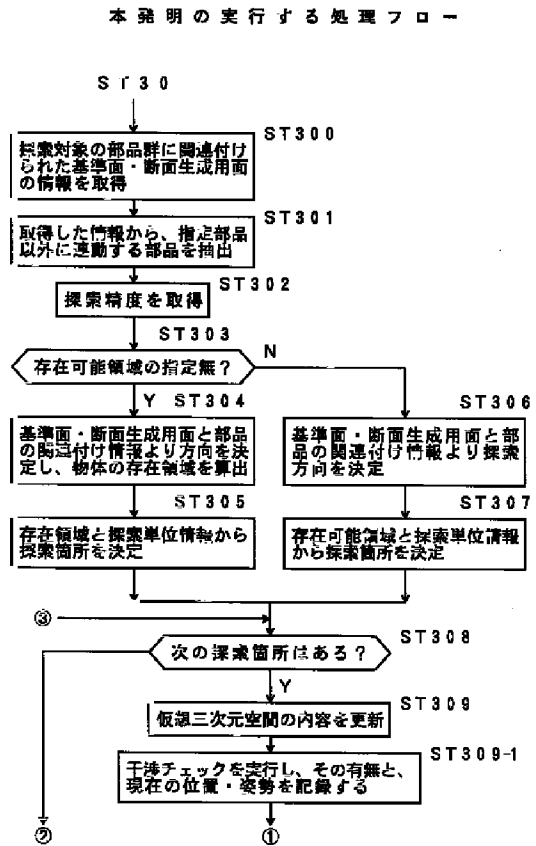 本発明の実行する処理フロー
ST30
ST300
探索対象の部品群に関連付け
られた基準面・断面生成用面
の情報を取得
ST301
取得した情報から、指定部品
以外に連動する部品を抽出
ST302
探索精度を取得
ST303
存在可能領域の指定無？
N
Y ST304
基準面・断面生成用面と部品
の関連付け情報より方向を決
定し、物体の存在領域を算出
ST306
基準面・断面生成用面と部
品の関連付け情報より探索
方向を決定
ST305
存在領域と探索単位情報から
探索箇所を決定
ST307
存在可能領域と探索単位情報
から探索箇所を決定
③
ST308
次の探索箇所はある？
Y
ST309
仮想三次元空間の内容を更新
ST309-1
干渉チェックを実行し、その有無と、
現在の位置・姿勢を記録する
②
①